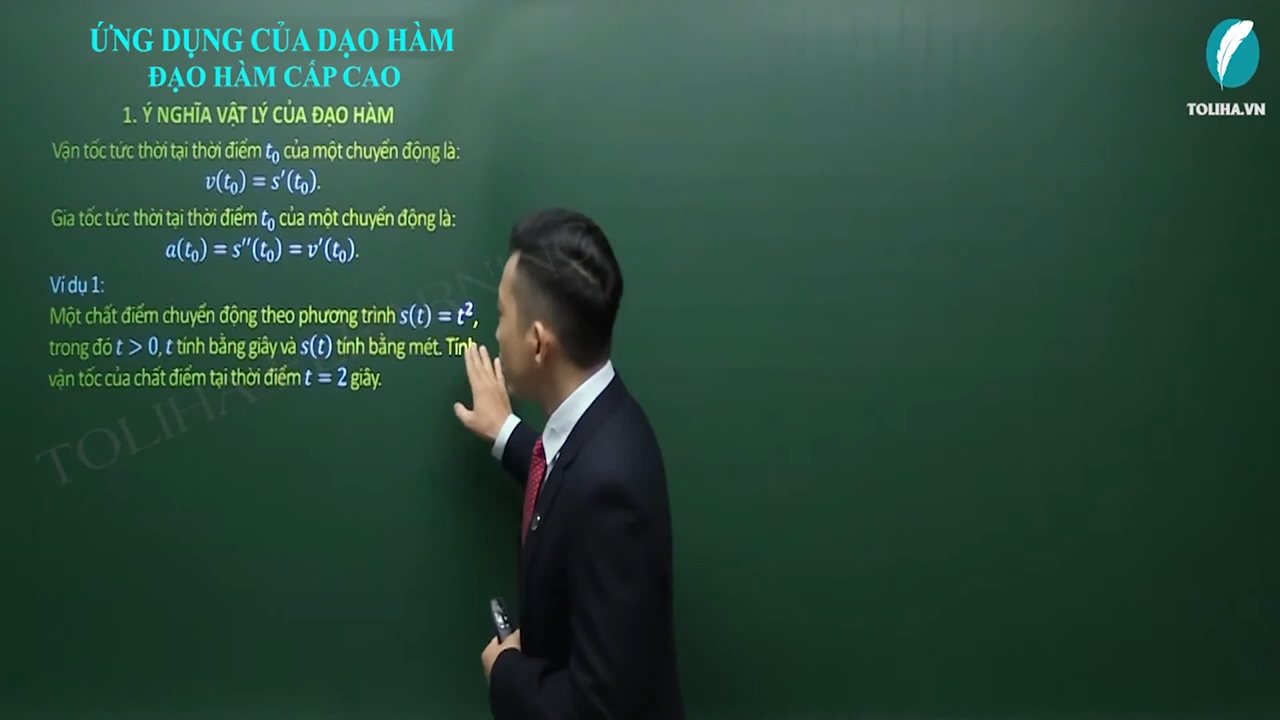 ỨNG DỤNG CỦA DẠO HÀM
ĐẠO HÀM CẤP CAO
1. Ý NGHĨA VẬT LÝ CỦA ĐẠO HÀM
Vận tốc tức thời tại thời điểm t₀ của một chuyển động là:
v(t₀) = s′(t₀).
Gia tốc tức thời tại thời điểm t₀ của một chuyển động là:
a(t₀) = s″(t₀) = v′(t₀).
Ví dụ 1:
Một chất điểm chuyển động theo phương trình s(t) = t²,
trong đó t > 0, t tính bằng giây và s(t) tính bằng mét. Tính
vận tốc của chất điểm tại thời điểm t = 2 giây.
TOLIHA.VN